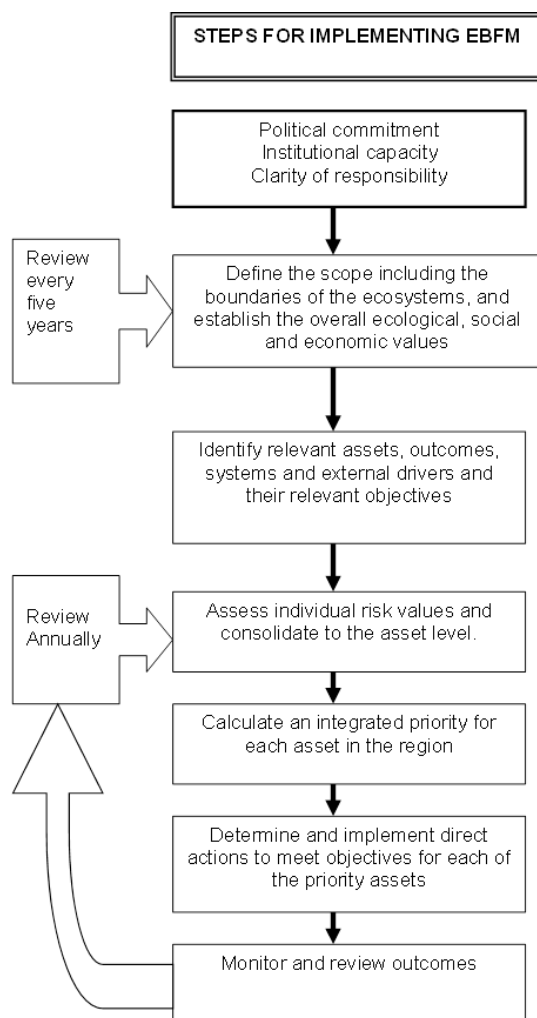 STEPS FOR IMPLEMENTING EBFM
Political commitment
Institutional capacity
Clarity of responsibility
Review
every
five
years
Define the scope including the
boundaries of the ecosystems, and
establish the overall ecological, social
and economic values
Identify relevant assets, outcomes,
systems and external drivers and
their relevant objectives
Review
Annually
Assess individual risk values and
consolidate to the asset level.
Calculate an integrated priority for
each asset in the region
Determine and implement direct
actions to meet objectives for each of
the priority assets
Monitor and review outcomes